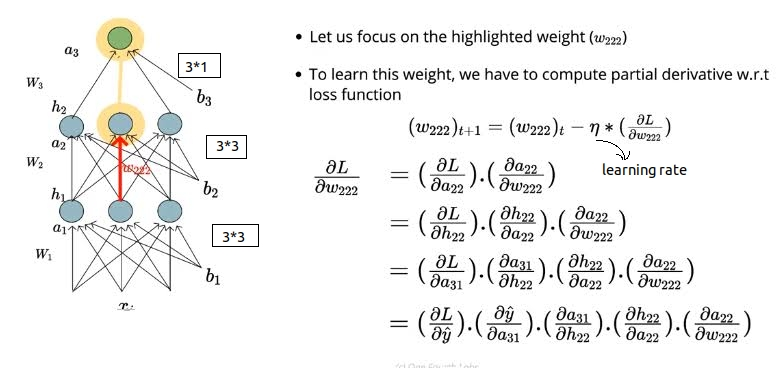 a₃
3*1
W₃
b₃
h₂
a₂
3*3
W₂
w₂₂₂
b₂
h₁
a₁
3*3
W₁
b₁
• Let us focus on the highlighted weight (w₂₂₂)
• To learn this weight, we have to compute partial derivative w.r.t
loss function
(w₂₂₂)ₜ₊₁ = (w₂₂₂)ₜ − η * (∂L/∂w₂₂₂)
learning rate
∂L/∂w₂₂₂ = (∂L/∂a₂₂).(∂a₂₂/∂w₂₂₂)
= (∂L/∂h₂₂).(∂h₂₂/∂a₂₂).(∂a₂₂/∂w₂₂₂)
= (∂L/∂a₃₁).(∂a₃₁/∂h₂₂).(∂h₂₂/∂a₂₂).(∂a₂₂/∂w₂₂₂)
= (∂L/∂ŷ).(∂ŷ/∂a₃₁).(∂a₃₁/∂h₂₂).(∂h₂₂/∂a₂₂).(∂a₂₂/∂w₂₂₂)